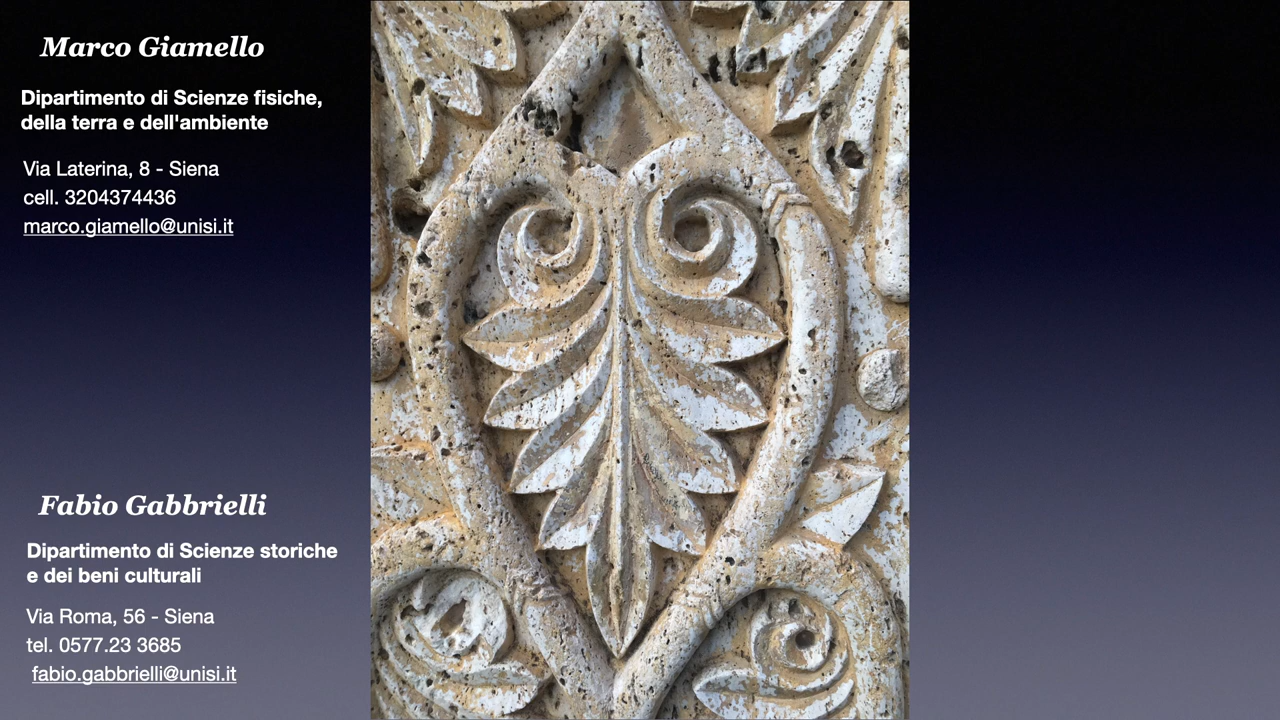 Marco Giamello
Dipartimento di Scienze fisiche,
della terra e dell'ambiente
Via Laterina, 8 - Siena
cell. 3204374436
marco.giamello@unisi.it
Fabio Gabbrielli
Dipartimento di Scienze storiche
e dei beni culturali
Via Roma, 56 - Siena
tel. 0577.23 3685
fabio.gabbrielli@unisi.it